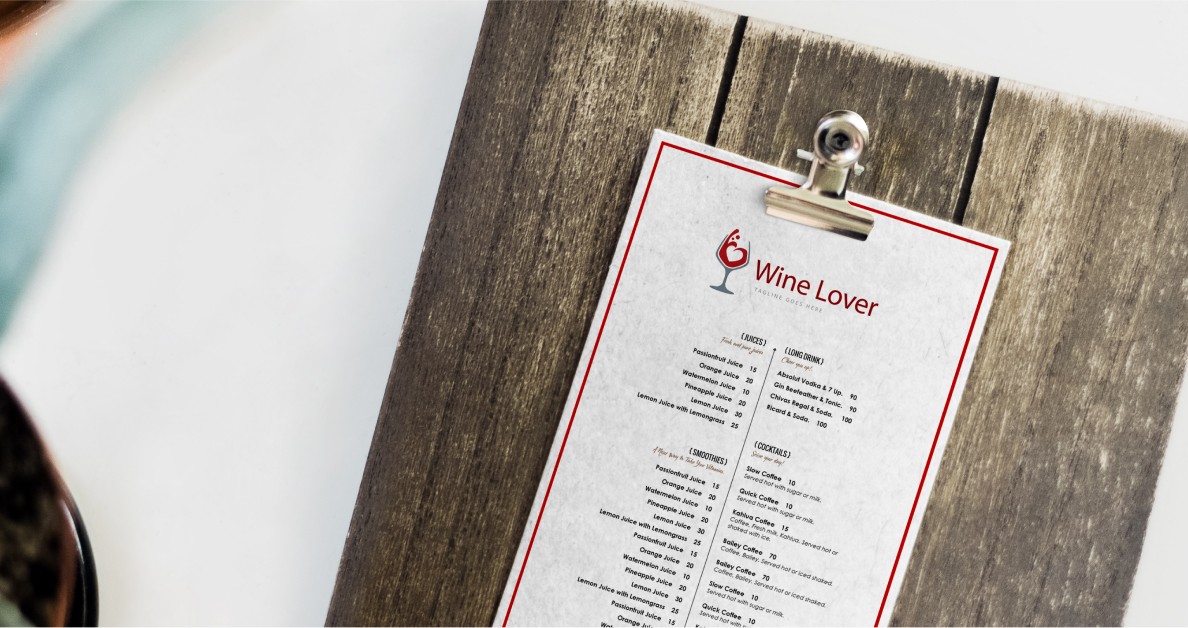 Wine Lover
TAGLINE GOES HERE
{JUICES}
Fresh and pure juices
Passionfruit Juice 15
Orange Juice 20
Watermelon Juice 10
Pineapple Juice 20
Lemon Juice 30
Lemon Juice with Lemongrass 25
{SMOOTHIES}
A Nice Way to Take Your Vitamins
Passionfruit Juice 15
Orange Juice 20
Watermelon Juice 10
Pineapple Juice 20
Lemon Juice 30
Lemon Juice with Lemongrass 25
Passionfruit Juice 15
Orange Juice 20
Watermelon Juice 10
Pineapple Juice 20
Lemon Juice 30
Lemon Juice with Lemongrass 25
Passionfruit Juice 15
Orange Juice
{LONG DRINK}
Cheer you up!
Absolut Vodka & 7 Up. 90
Gin Beefeather & Tonic. 90
Chivas Regal & Soda. 100
Ricard & Soda. 100
{COCKTAILS}
Seize your day!
Slow Coffee 10
Served hot with sugar or milk.
Quick Coffee 10
Served hot with sugar or milk.
Kahlua Coffee 15
Coffee, Fresh milk, Kahlua, Served hot or
shaked with ice.
Bailey Coffee 70
Coffee, Bailey, Served hot or iced shaked.
Bailey Coffee 70
Coffee, Bailey, Served hot or iced shaked.
Slow Coffee 10
Served hot with sugar or milk.
Quick Coffee 10
Served hot with sugar or milk.